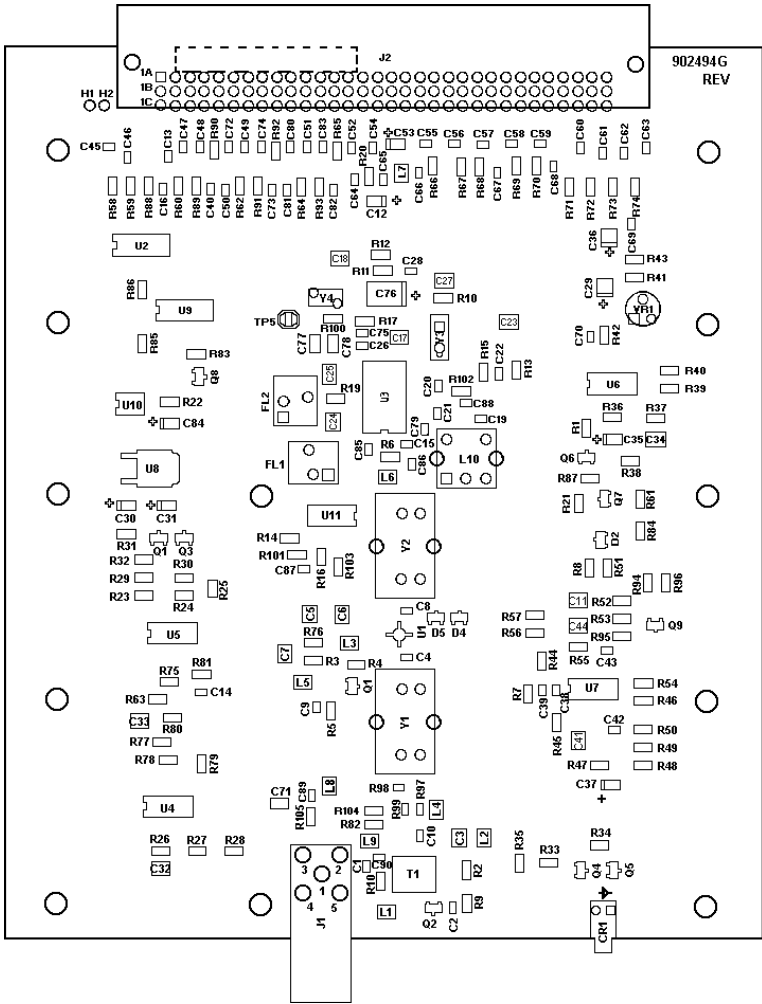 J2
902494G
REV
1A
1B
1C
H1 H2
C45
C46
C13
C47
C48
R90
C72
C49
C74
R92
C80
C51
C83
R65
C52
C54
R20
C65
C53
C55
C56
C57
C58
C59
C60
C61
C62
C63
L7
C66
R66
R67
R68
C67
R69
R70
C68
R58
R59
R88
C16
R60
R89
C40
C50
R62
R91
C73
C81
R64
R93
C82
C64
C12
R71
R72
R73
R74
U2
C18
R12
R11
C28
C27
C36
C69
R43
R41
R86
U9
Y4
C76
R10
C29
YR1
TP5
R100
R17
C75
C26
C17
Y3
C23
R85
R83
C77
C78
R15
C22
R13
C70
R42
Q8
FL2
C25
R19
U3
C20
R102
C88
U6
R40
R39
U10
R22
C84
C24
C79
C21
C19
R36
R37
R1
C35
C34
FL1
C85
R6
C15
C86
L10
Q6
R38
U8
L6
R87
C30
C31
U11
R21
Q7
R61
R31
Q1
Q3
R14
Y2
D2
R84
R32
R101
R29
R30
C87
R16
R103
R8
R51
R94
R96
R23
R24
R25
C5
C6
C8
C11
R52
U5
R76
L3
U1
D5
D4
R57
R56
C44
R53
R95
Q9
C7
R3
R4
C4
R44
R55
C43
R75
R81
L5
Q1
R63
C14
C9
R5
Y1
R7
C39
C38
U7
R54
R46
C33
R80
R77
R45
C41
C42
R50
R49
R78
R79
R47
R48
L8
R98
R97
C37
U4
C71
C89
R105
R104
R82
R99
L4
R26
R27
R28
L9
C10
C3
L2
R35
R33
R34
C32
3
2
1
4
5
C1
C90
R10
T1
R2
Q4
Q5
J1
L1
Q2
C2
R9
CR1